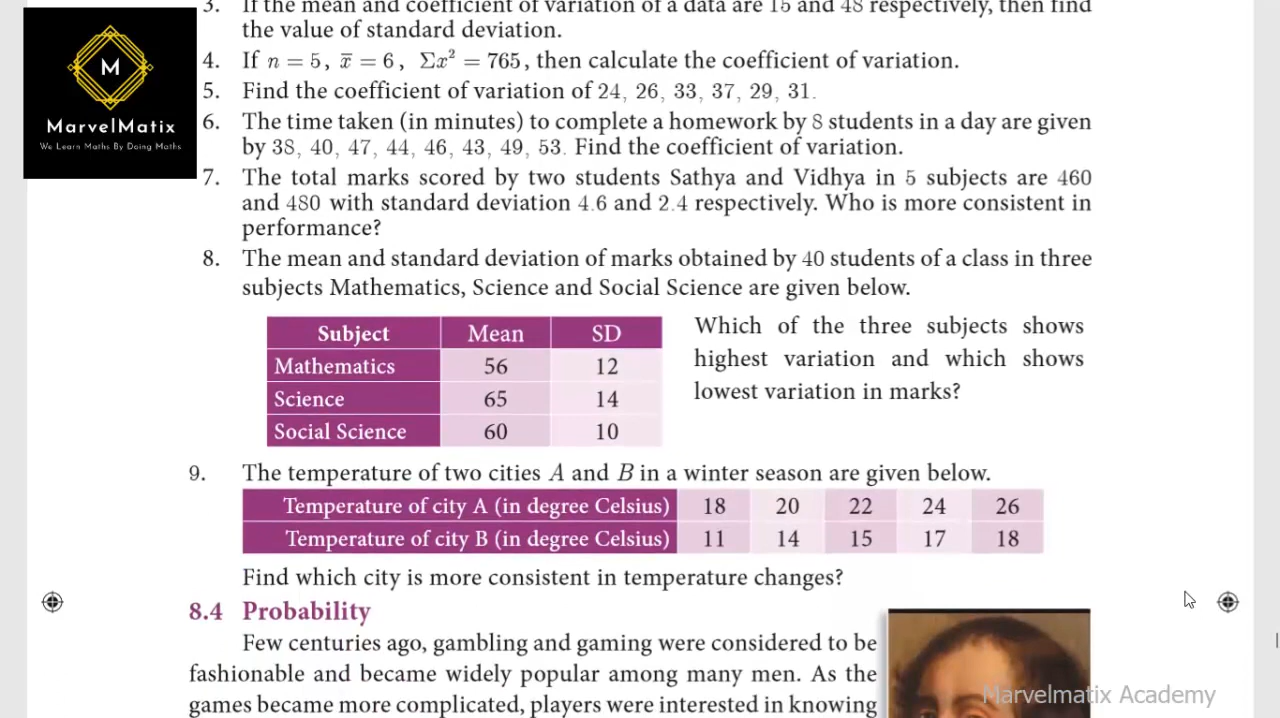 M
MarvelMatix
We Learn Maths By Doing Maths
3. If the mean and coefficient of variation of a data are 15 and 48 respectively, then find
the value of standard deviation.
4. If n = 5, x̄ = 6, Σx² = 765, then calculate the coefficient of variation.
5. Find the coefficient of variation of 24, 26, 33, 37, 29, 31.
6. The time taken (in minutes) to complete a homework by 8 students in a day are given
by 38, 40, 47, 44, 46, 43, 49, 53. Find the coefficient of variation.
7. The total marks scored by two students Sathya and Vidhya in 5 subjects are 460
and 480 with standard deviation 4.6 and 2.4 respectively. Who is more consistent in
performance?
8. The mean and standard deviation of marks obtained by 40 students of a class in three
subjects Mathematics, Science and Social Science are given below.
Subject Mean SD
Mathematics 56 12
Science 65 14
Social Science 60 10
Which of the three subjects shows
highest variation and which shows
lowest variation in marks?
9. The temperature of two cities A and B in a winter season are given below.
Temperature of city A (in degree Celsius) 18 20 22 24 26
Temperature of city B (in degree Celsius) 11 14 15 17 18
Find which city is more consistent in temperature changes?
8.4 Probability
Few centuries ago, gambling and gaming were considered to be
fashionable and became widely popular among many men. As the
games became more complicated, players were interested in knowing
Marvelmatix Academy